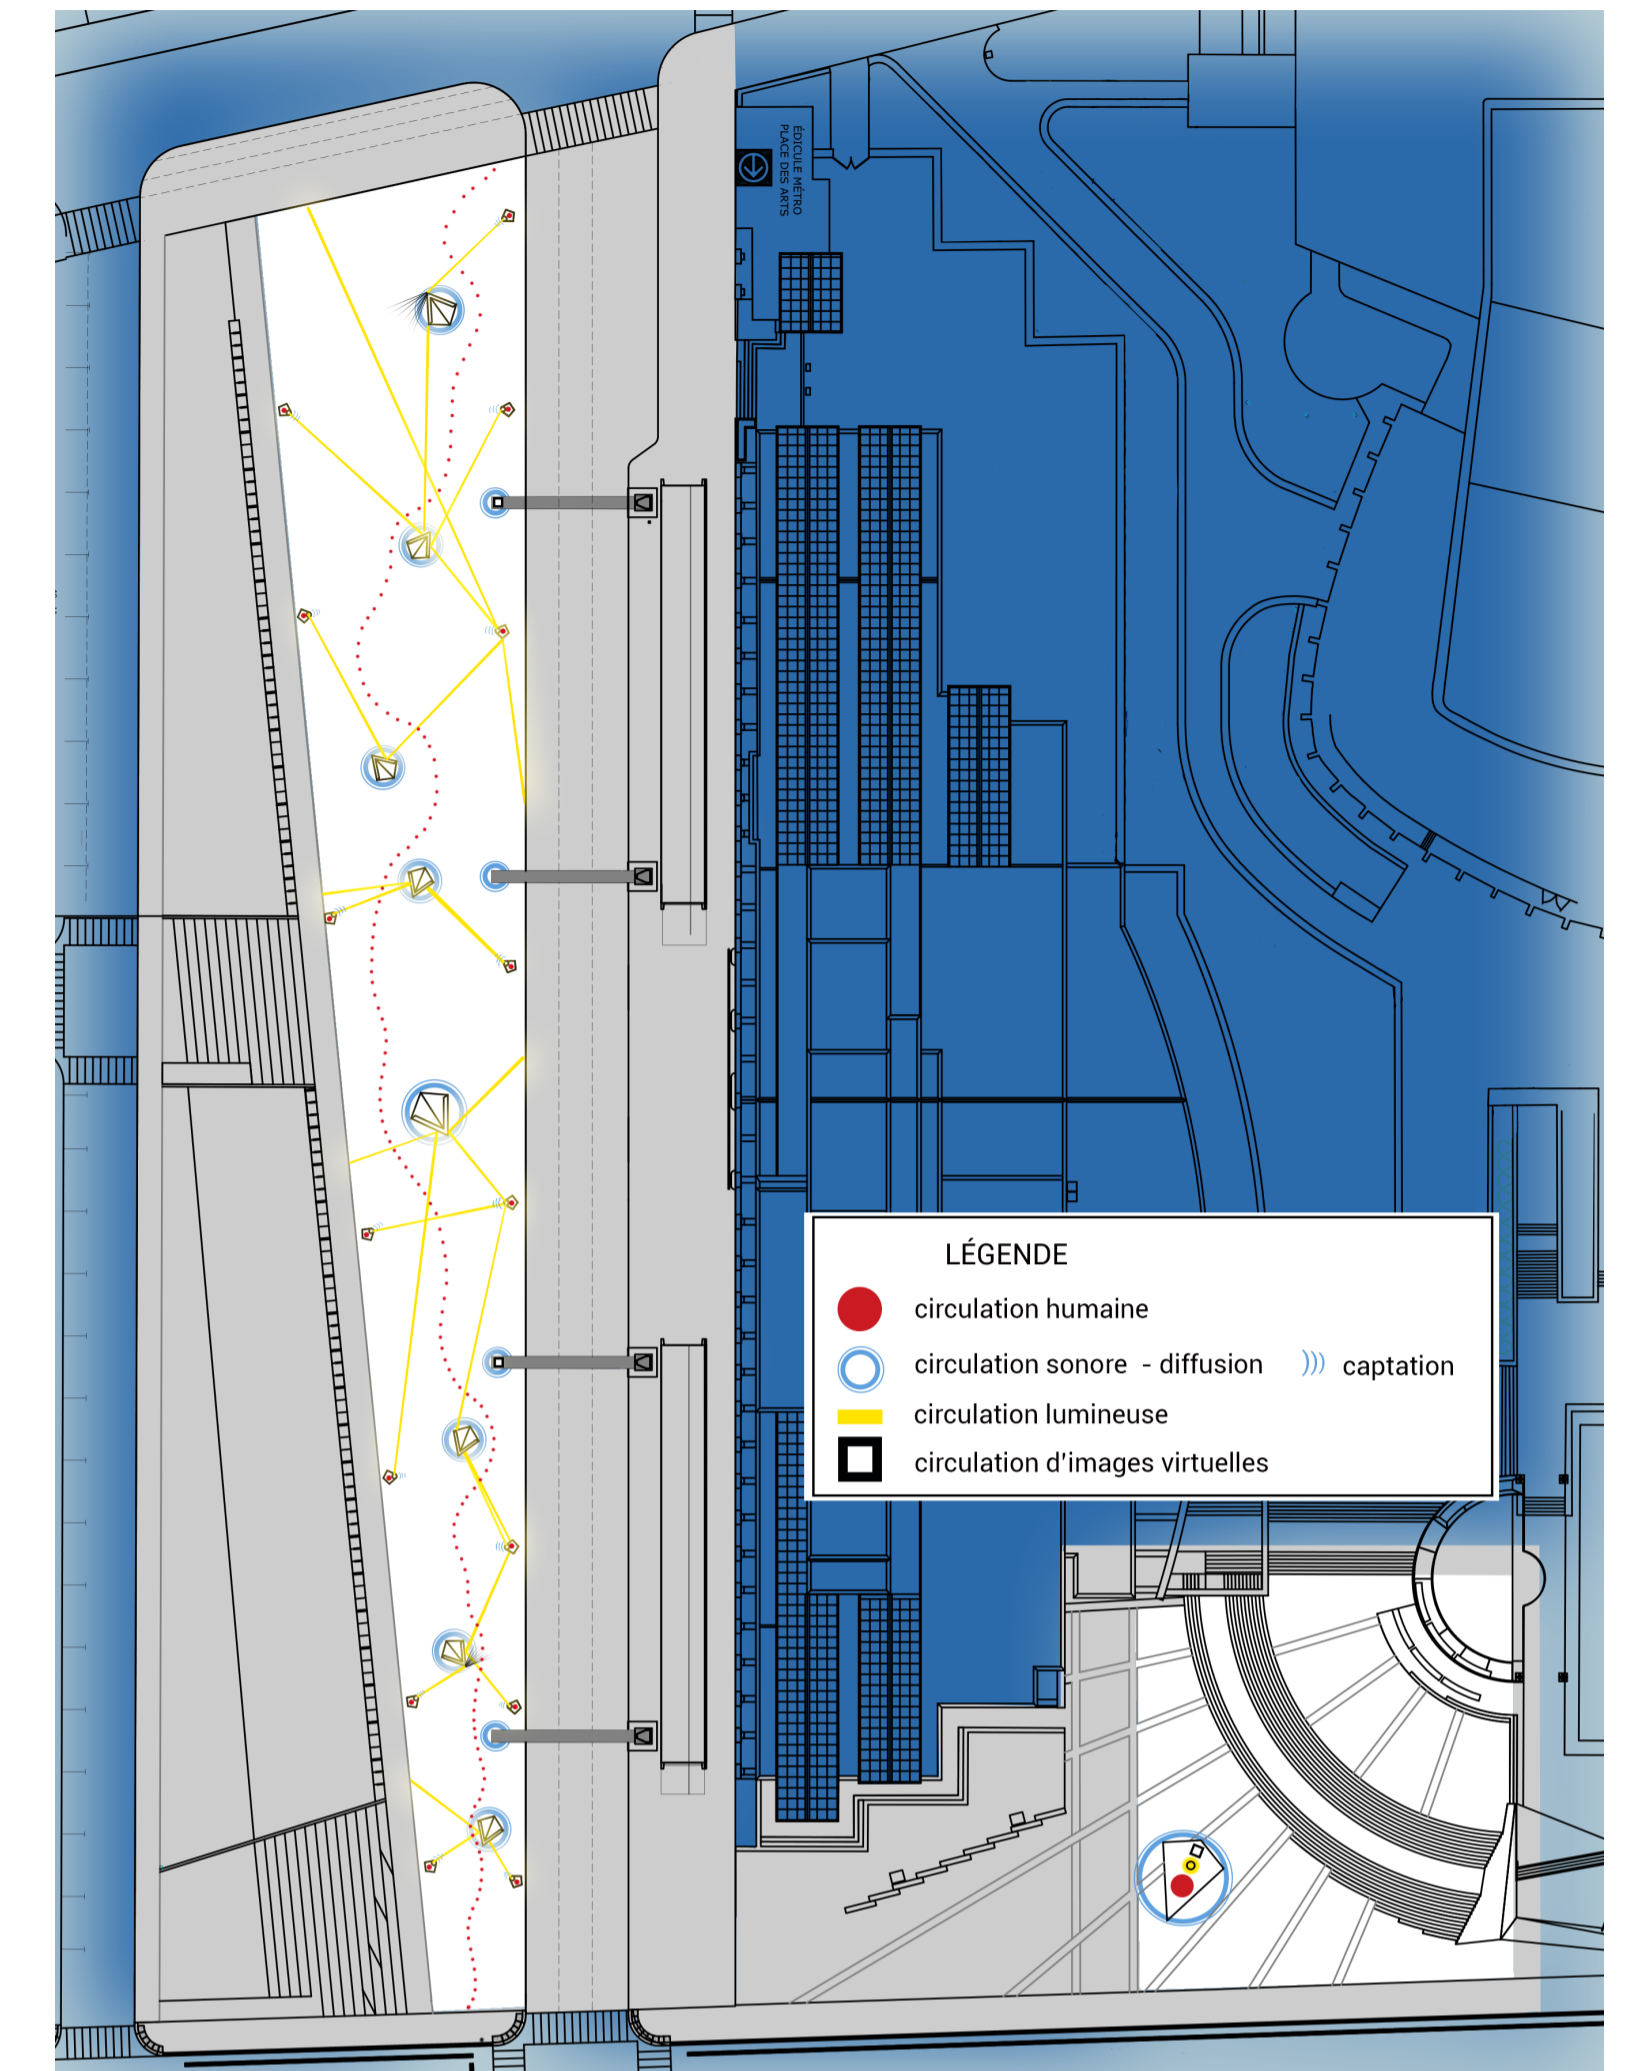 ÉDICULE MÉTRO
PLACE DES ARTS
LÉGENDE
circulation humaine
circulation sonore - diffusion ))) captation
circulation lumineuse
circulation d'images virtuelles